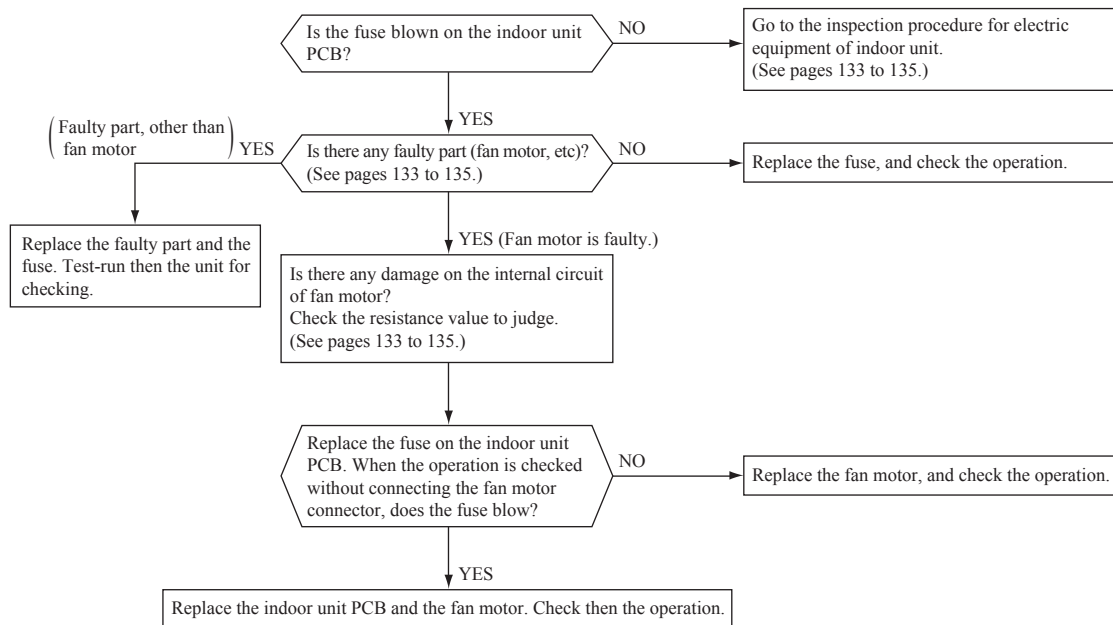 Is the fuse blown on the indoor unit
PCB?
NO
Go to the inspection procedure for electric
equipment of indoor unit.
(See pages 133 to 135.)
YES
(Faulty part, other than
fan motor)
YES
Is there any faulty part (fan motor, etc)?
(See pages 133 to 135.)
NO
Replace the fuse, and check the operation.
Replace the faulty part and the
fuse. Test-run then the unit for
checking.
YES (Fan motor is faulty.)
Is there any damage on the internal circuit
of fan motor?
Check the resistance value to judge.
(See pages 133 to 135.)
Replace the fuse on the indoor unit
PCB. When the operation is checked
without connecting the fan motor
connector, does the fuse blow?
NO
Replace the fan motor, and check the operation.
YES
Replace the indoor unit PCB and the fan motor. Check then the operation.